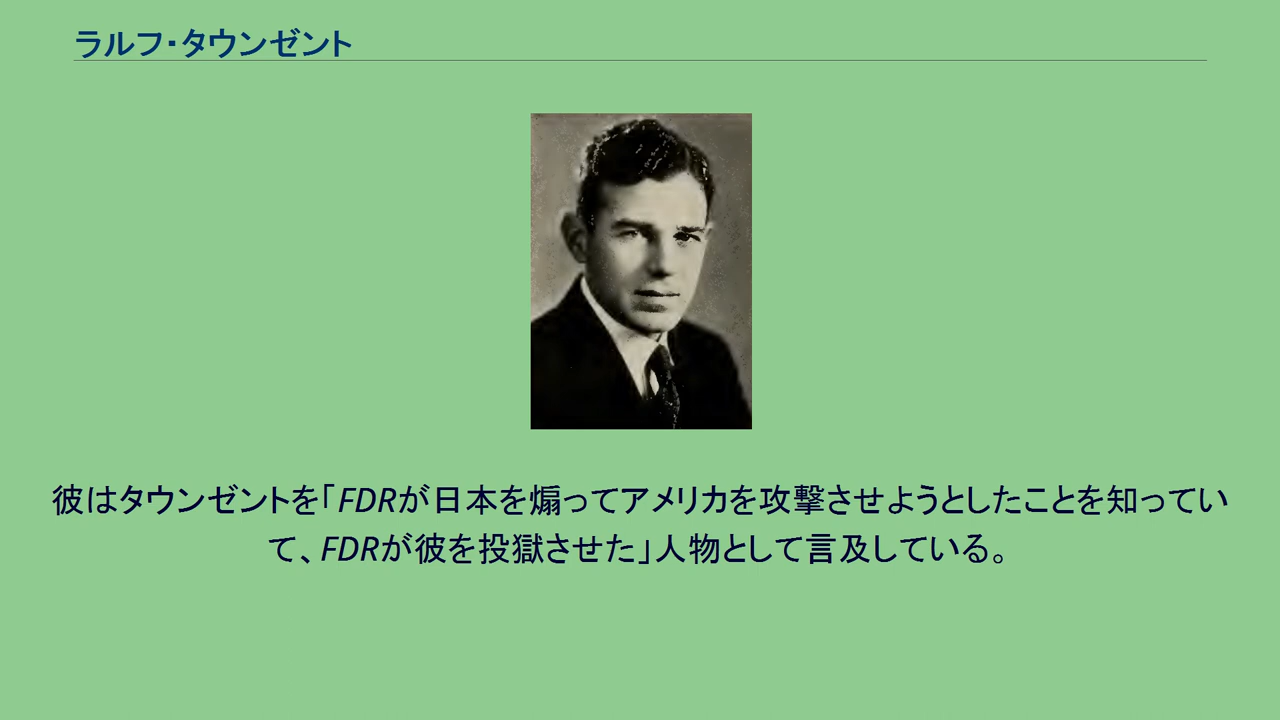 ラルフ・タウンゼント
彼はタウンゼントを「FDRが日本を煽ってアメリカを攻撃させようとしたことを知ってい
て、FDRが彼を投獄させた」人物として言及している。